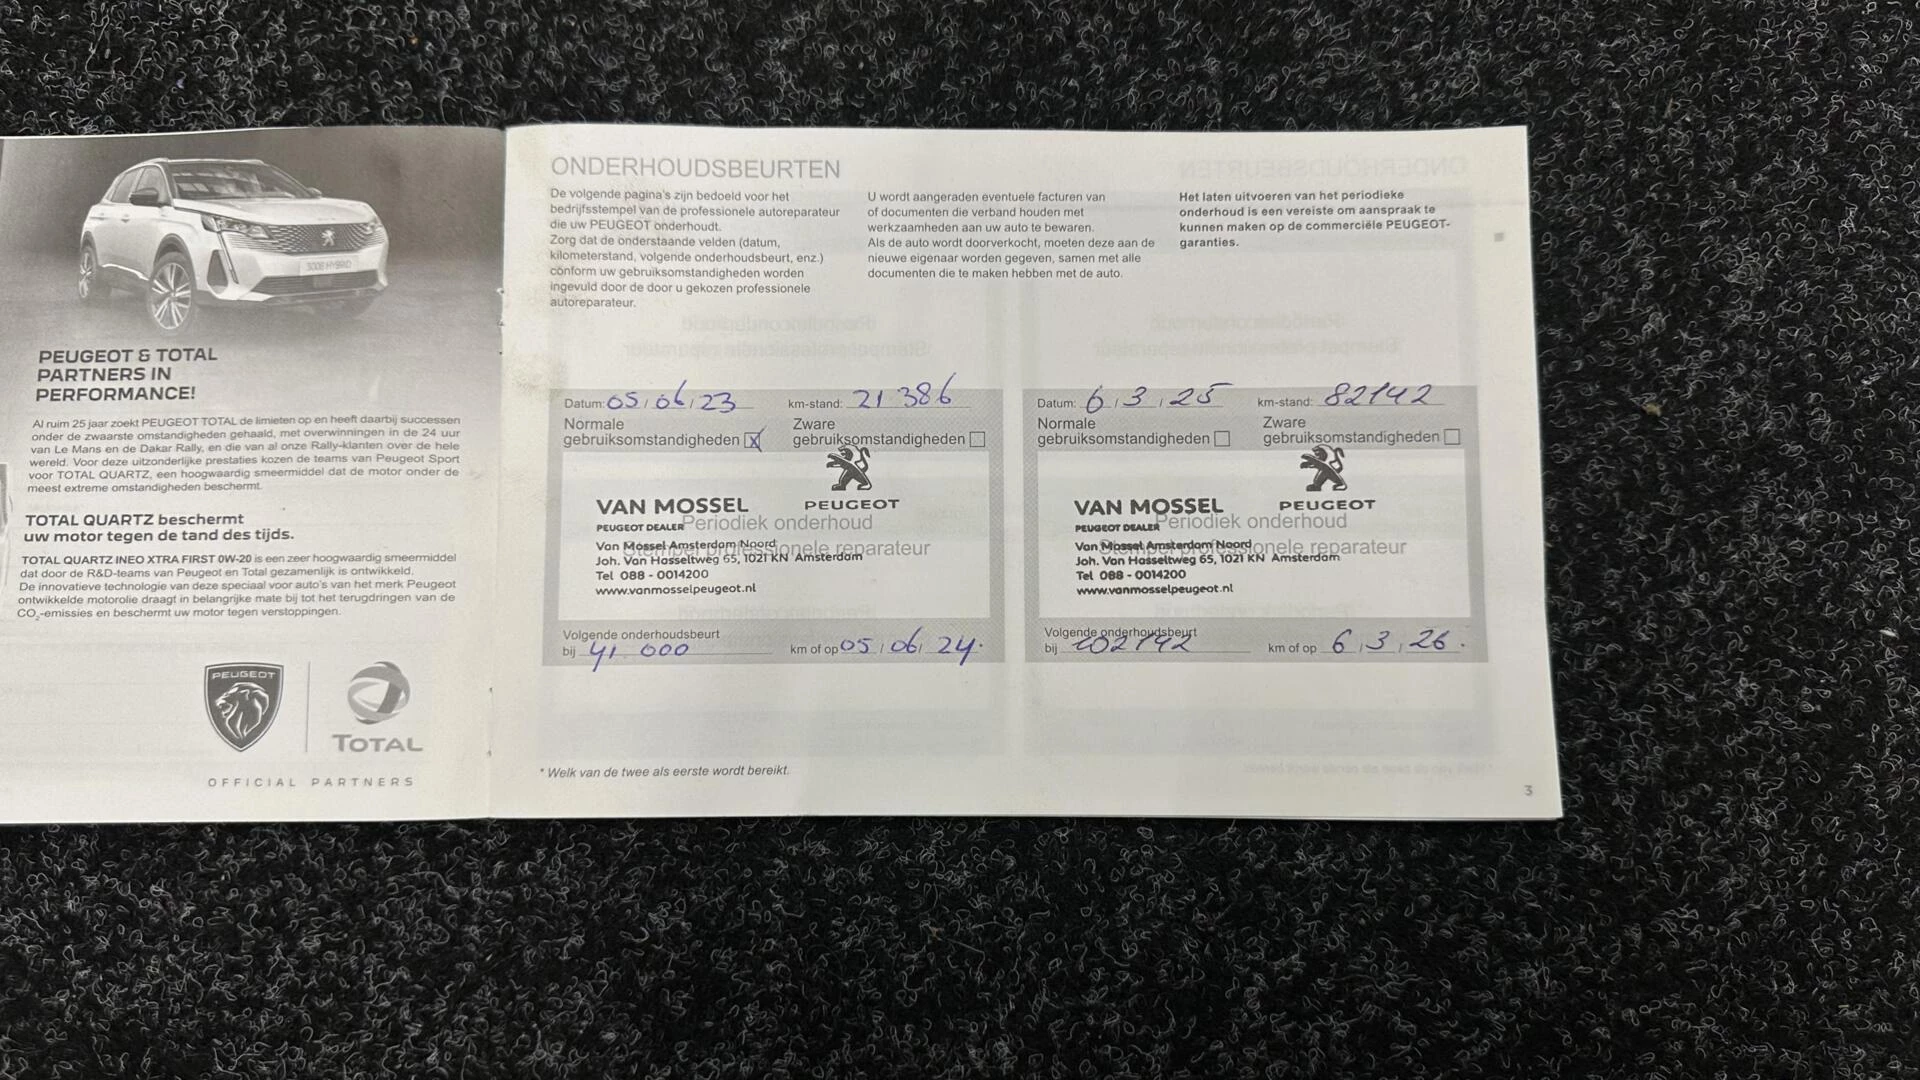 3008 HYBRID
PEUGEOT & TOTAL
PARTNERS IN
PERFORMANCE!
Al ruim 25 jaar zoekt PEUGEOT TOTAL de limieten op en heeft daarbij successen
onder de zwaarste omstandigheden gehaald, met overwinningen in de 24 uur
van Le Mans en de Dakar Rally, en die van al onze Rally-klanten over de hele
wereld. Voor deze uitzonderlijke prestaties kozen de teams van Peugeot Sport
voor TOTAL QUARTZ, een hoogwaardig smeermiddel dat de motor onder de
meest extreme omstandigheden beschermt.
TOTAL QUARTZ beschermt
uw motor tegen de tand des tijds.
TOTAL QUARTZ INEO XTRA FIRST 0W-20 is een zeer hoogwaardig smeermiddel
dat door de R&D-teams van Peugeot en Total gezamenlijk is ontwikkeld.
De innovatieve technologie van deze speciaal voor auto's van het merk Peugeot
ontwikkelde motorolie draagt in belangrijke mate bij tot het terugdringen van de
CO₂-emissies en beschermt uw motor tegen verstoppingen.
PEUGEOT
TOTAL
OFFICIAL PARTNERS
ONDERHOUDSBEURTEN
De volgende pagina's zijn bedoeld voor het
bedrijfsstempel van de professionele autoreparateur
die uw PEUGEOT onderhoudt.
Zorg dat de onderstaande velden (datum,
kilometerstand, volgende onderhoudsbeurt, enz.)
conform uw gebruiksomstandigheden worden
ingevuld door de door u gekozen professionele
autoreparateur.
U wordt aangeraden eventuele facturen van
of documenten die verband houden met
werkzaamheden aan uw auto te bewaren.
Als de auto wordt doorverkocht, moeten deze aan de
nieuwe eigenaar worden gegeven, samen met alle
documenten die te maken hebben met de auto.
Het laten uitvoeren van het periodieke
onderhoud is een vereiste om aanspraak te
kunnen maken op de commerciële PEUGEOT-
garanties.
Datum: 05/06/23 km-stand: 21 386
Normale Zware
gebruiksomstandigheden gebruiksomstandigheden
VAN MOSSEL PEUGEOT
PEUGEOT DEALER Periodiek onderhoud
Stempel professionele reparateur
Van Mossel Amsterdam Noord
Joh. Van Hasseltweg 65, 1021 KN Amsterdam
Tel 088 - 0014200
www.vanmosselpeugeot.nl
Volgende onderhoudsbeurt
bij 41 000 km of op 05/06/24.
Datum: 6/3/25 km-stand: 82142
Normale Zware
gebruiksomstandigheden gebruiksomstandigheden
VAN MOSSEL PEUGEOT
PEUGEOT DEALER Periodiek onderhoud
Stempel professionele reparateur
Van Mossel Amsterdam Noord
Joh. Van Hasseltweg 65, 1021 KN Amsterdam
Tel 088 - 0014200
www.vanmosselpeugeot.nl
Volgende onderhoudsbeurt
bij 102142 km of op 6/3/26.
* Welk van de twee als eerste wordt bereikt.
3